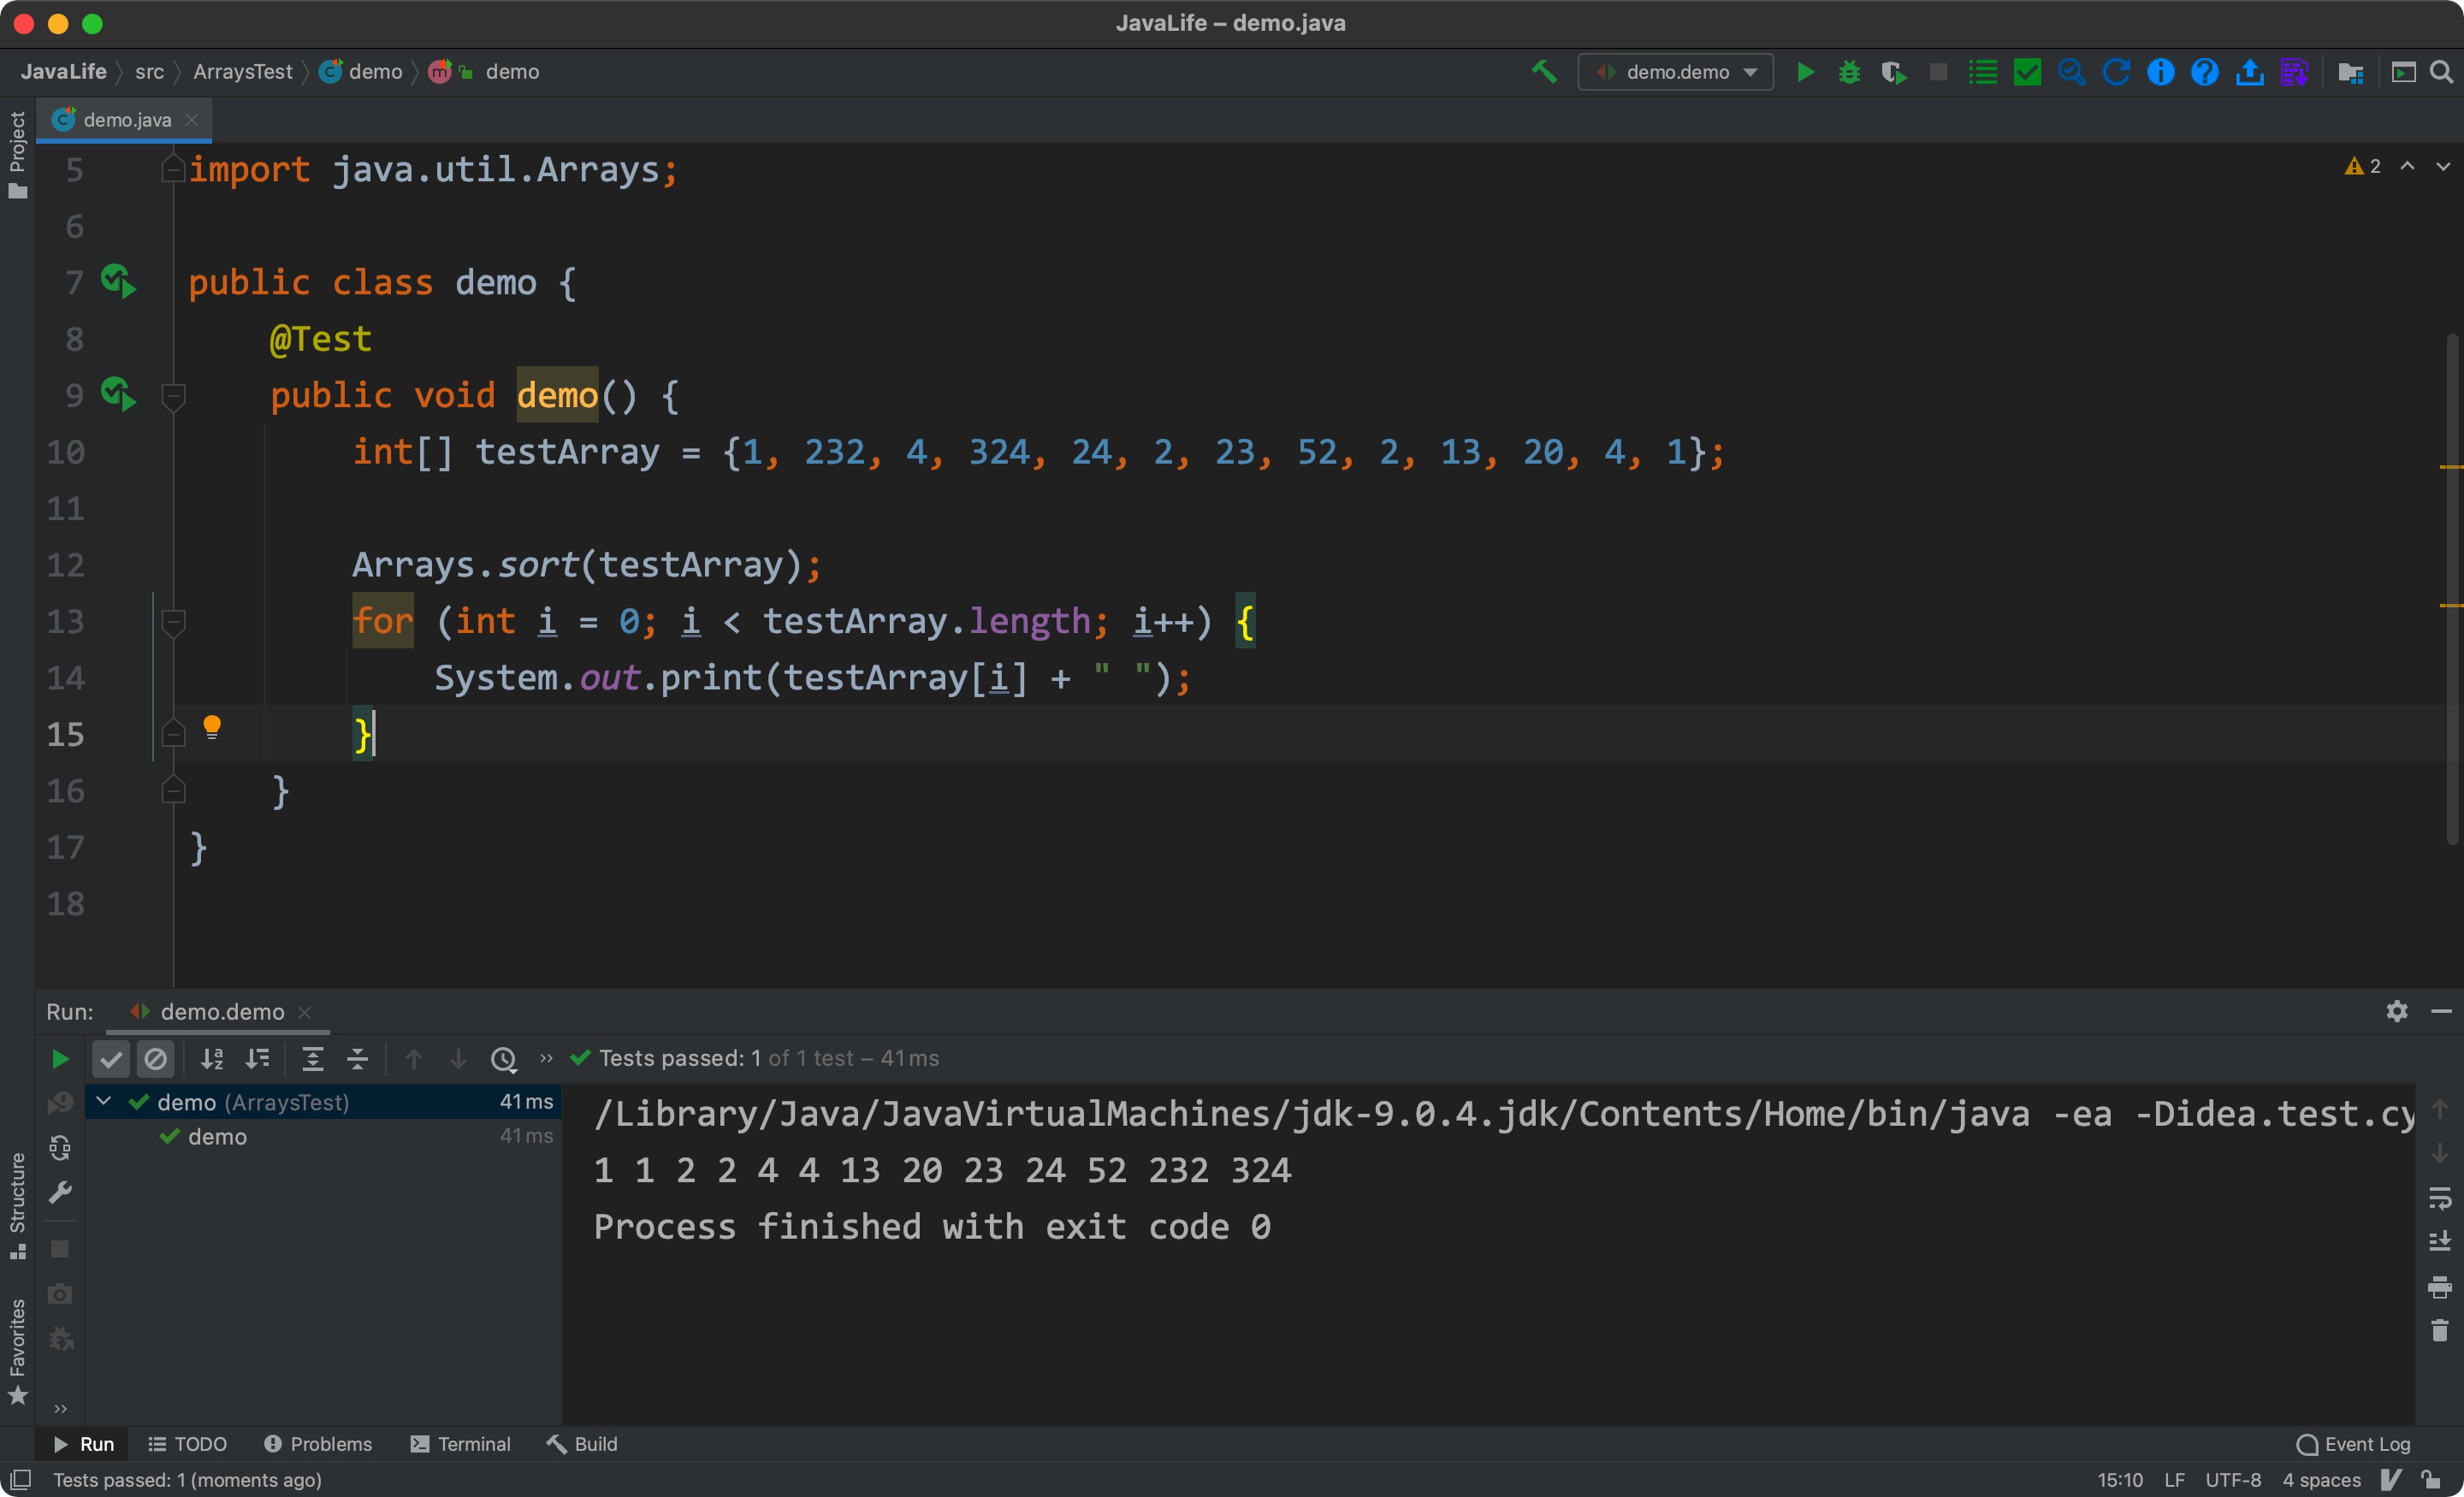 JavaLife – demo.java
JavaLife src ArraysTest demo demo demo.demo
Project
demo.java
2
5 import java.util.Arrays;
6
7 public class demo {
8 @Test
9 public void demo() {
10 int[] testArray = {1, 232, 4, 324, 24, 2, 23, 52, 2, 13, 20, 4, 1};
11
12 Arrays.sort(testArray);
13 for (int i = 0; i < testArray.length; i++) {
14 System.out.print(testArray[i] + " ");
15 }
16 }
17 }
18
Run: demo.demo
Tests passed: 1 of 1 test – 41 ms
demo (ArraysTest) 41 ms
demo 41 ms
/Library/Java/JavaVirtualMachines/jdk-9.0.4.jdk/Contents/Home/bin/java -ea -Didea.test.cy
1 1 2 2 4 4 13 20 23 24 52 232 324
Process finished with exit code 0
Structure
Favorites
Run TODO Problems Terminal Build Event Log
Tests passed: 1 (moments ago) 15:10 LF UTF-8 4 spaces